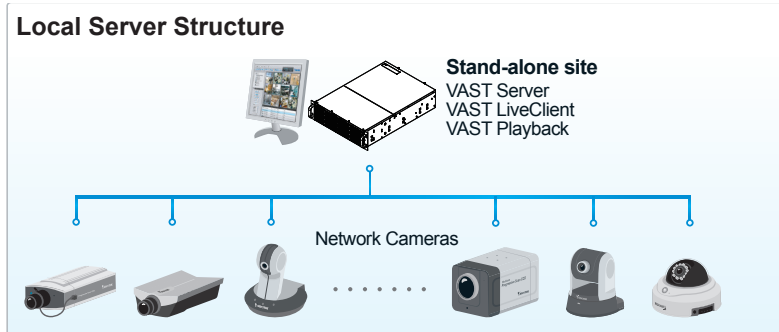 Local Server Structure
Stand-alone site
VAST Server
VAST LiveClient
VAST Playback
Network Cameras